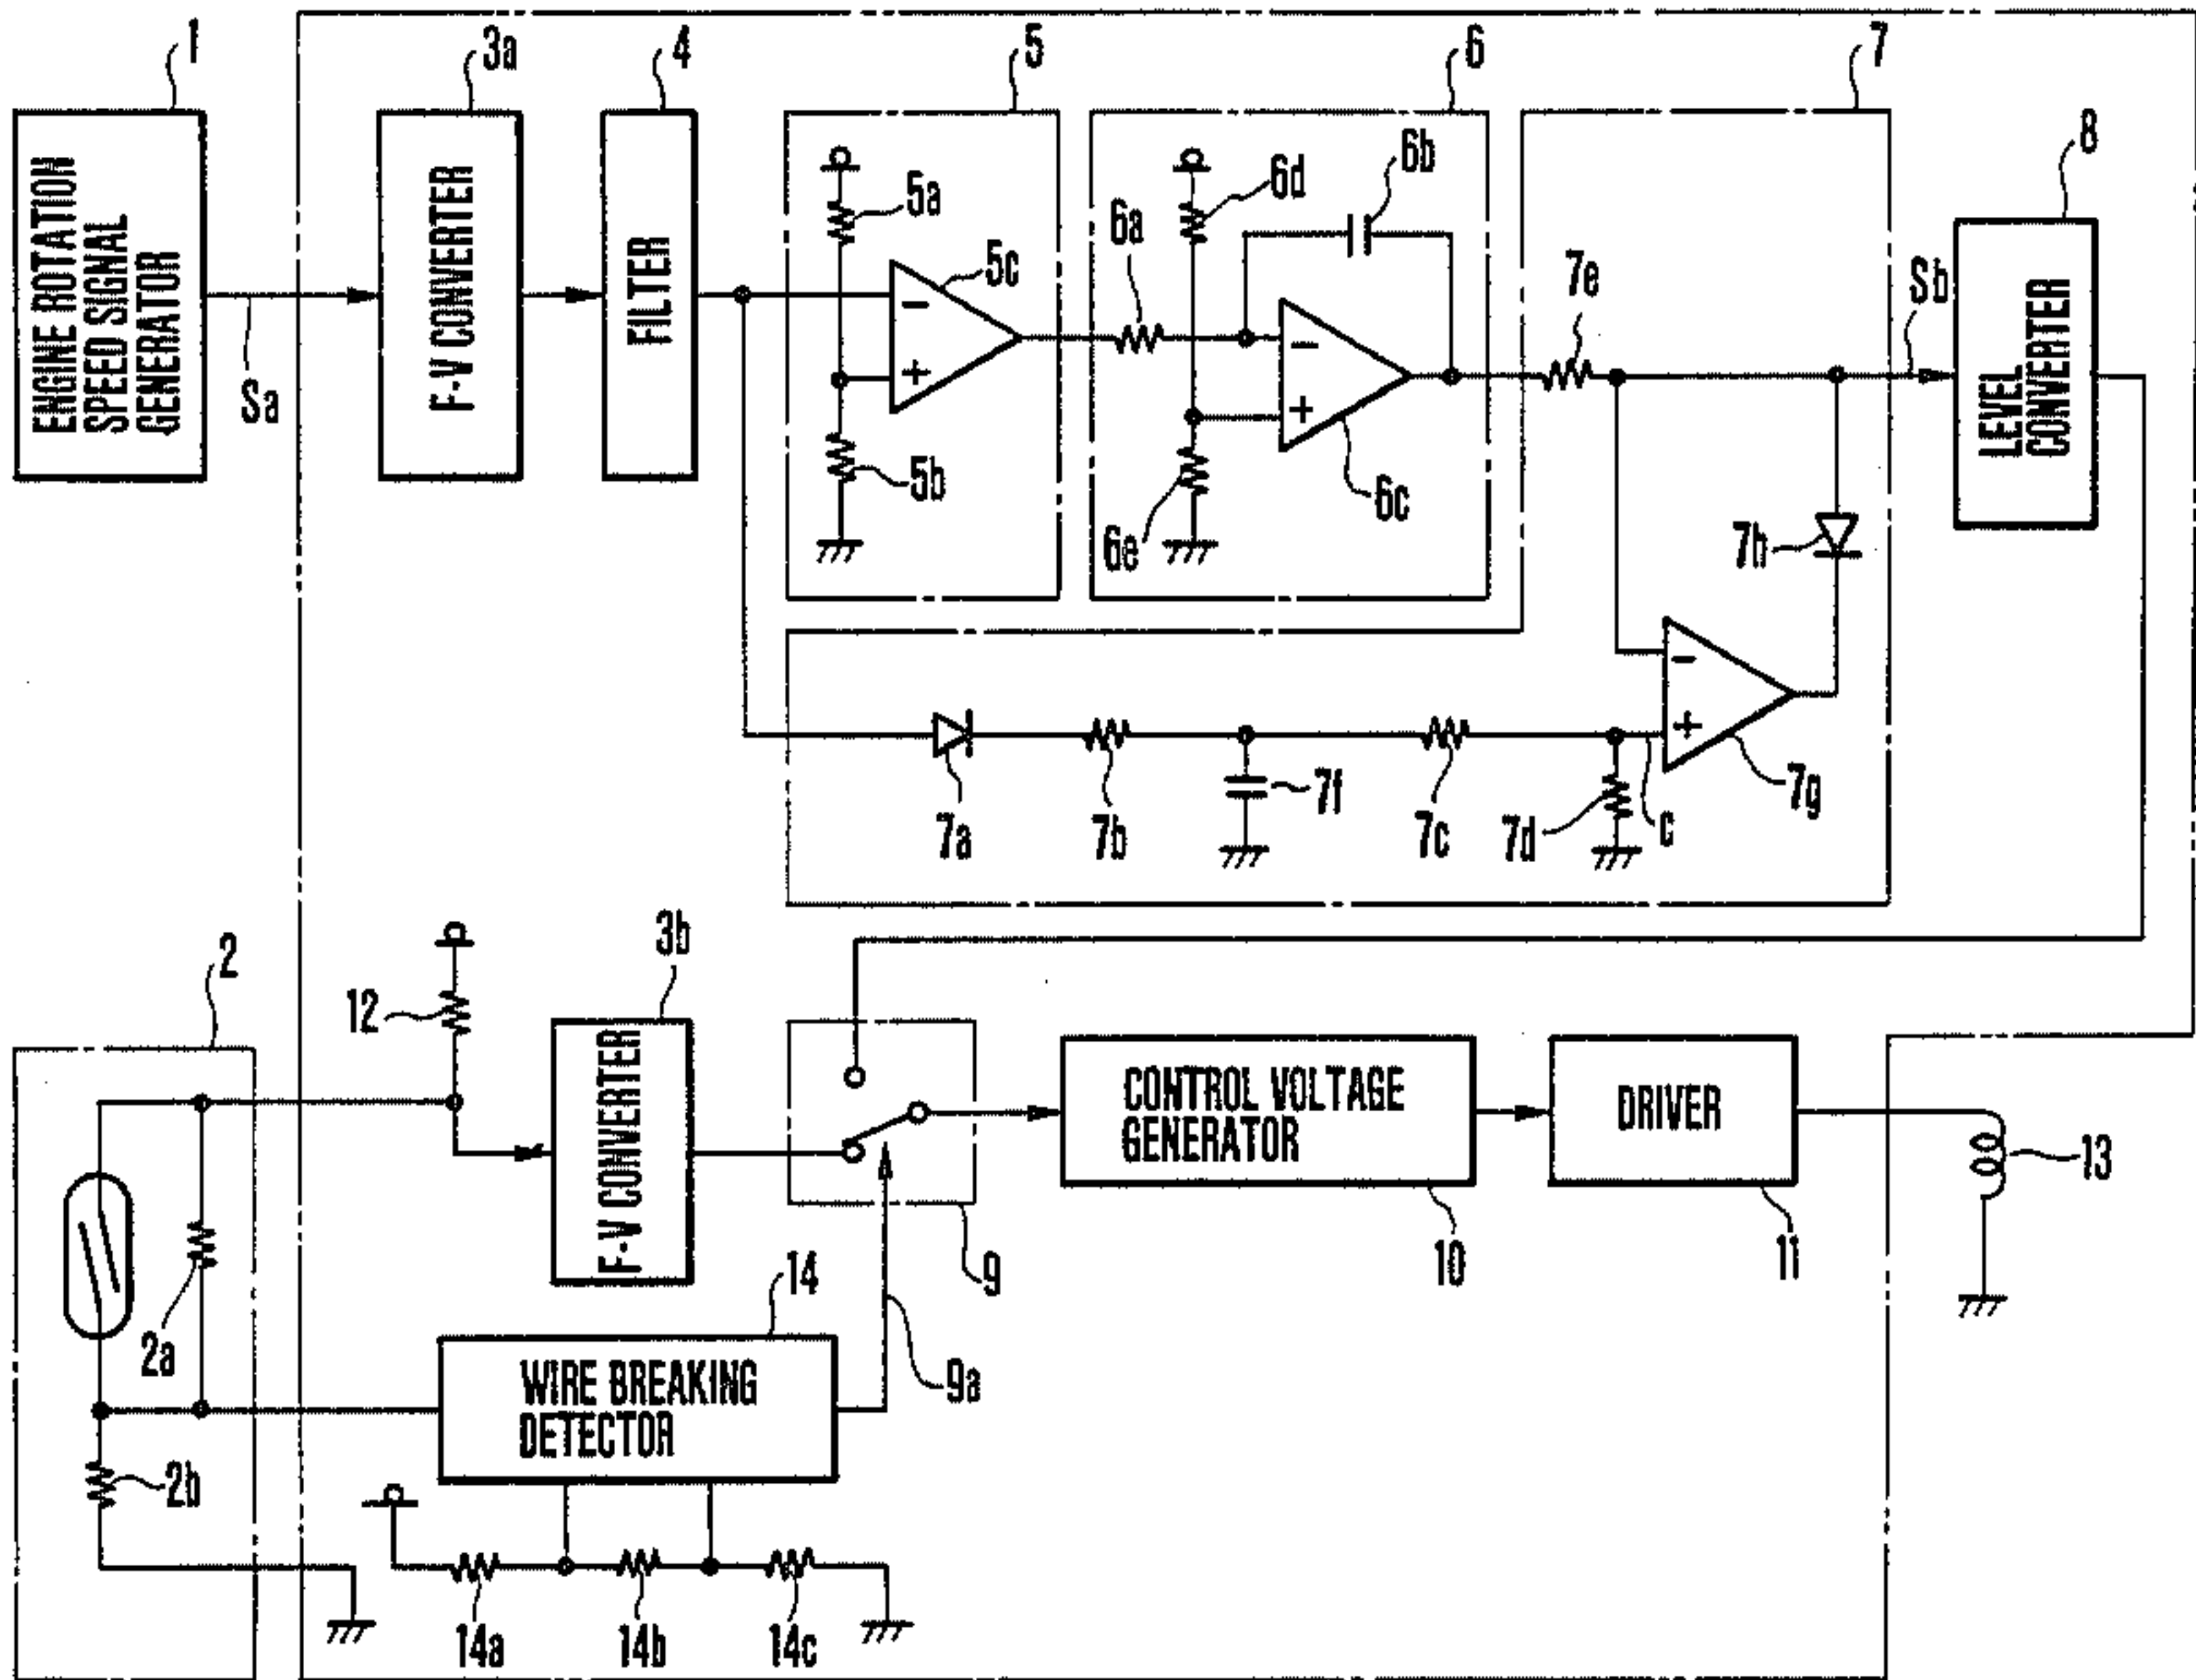 1
3a
4
5
6
7
8
ENGINE ROTATION
SPEED SIGNAL
GENERATOR
Sa
F-V CONVERTER
FILTER
5a
5b
5c
-
+
6a
6d
6b
6e
6c
-
+
7e
Sb
LEVEL
CONVERTER
7h
-
+
7a
7b
7f
7c
7d
c
7g
2
12
3b
F-V CONVERTER
2a
2b
9
9a
CONTROL VOLTAGE
GENERATOR
10
DRIVER
11
13
14
WIRE BREAKING
DETECTOR
14a
14b
14c